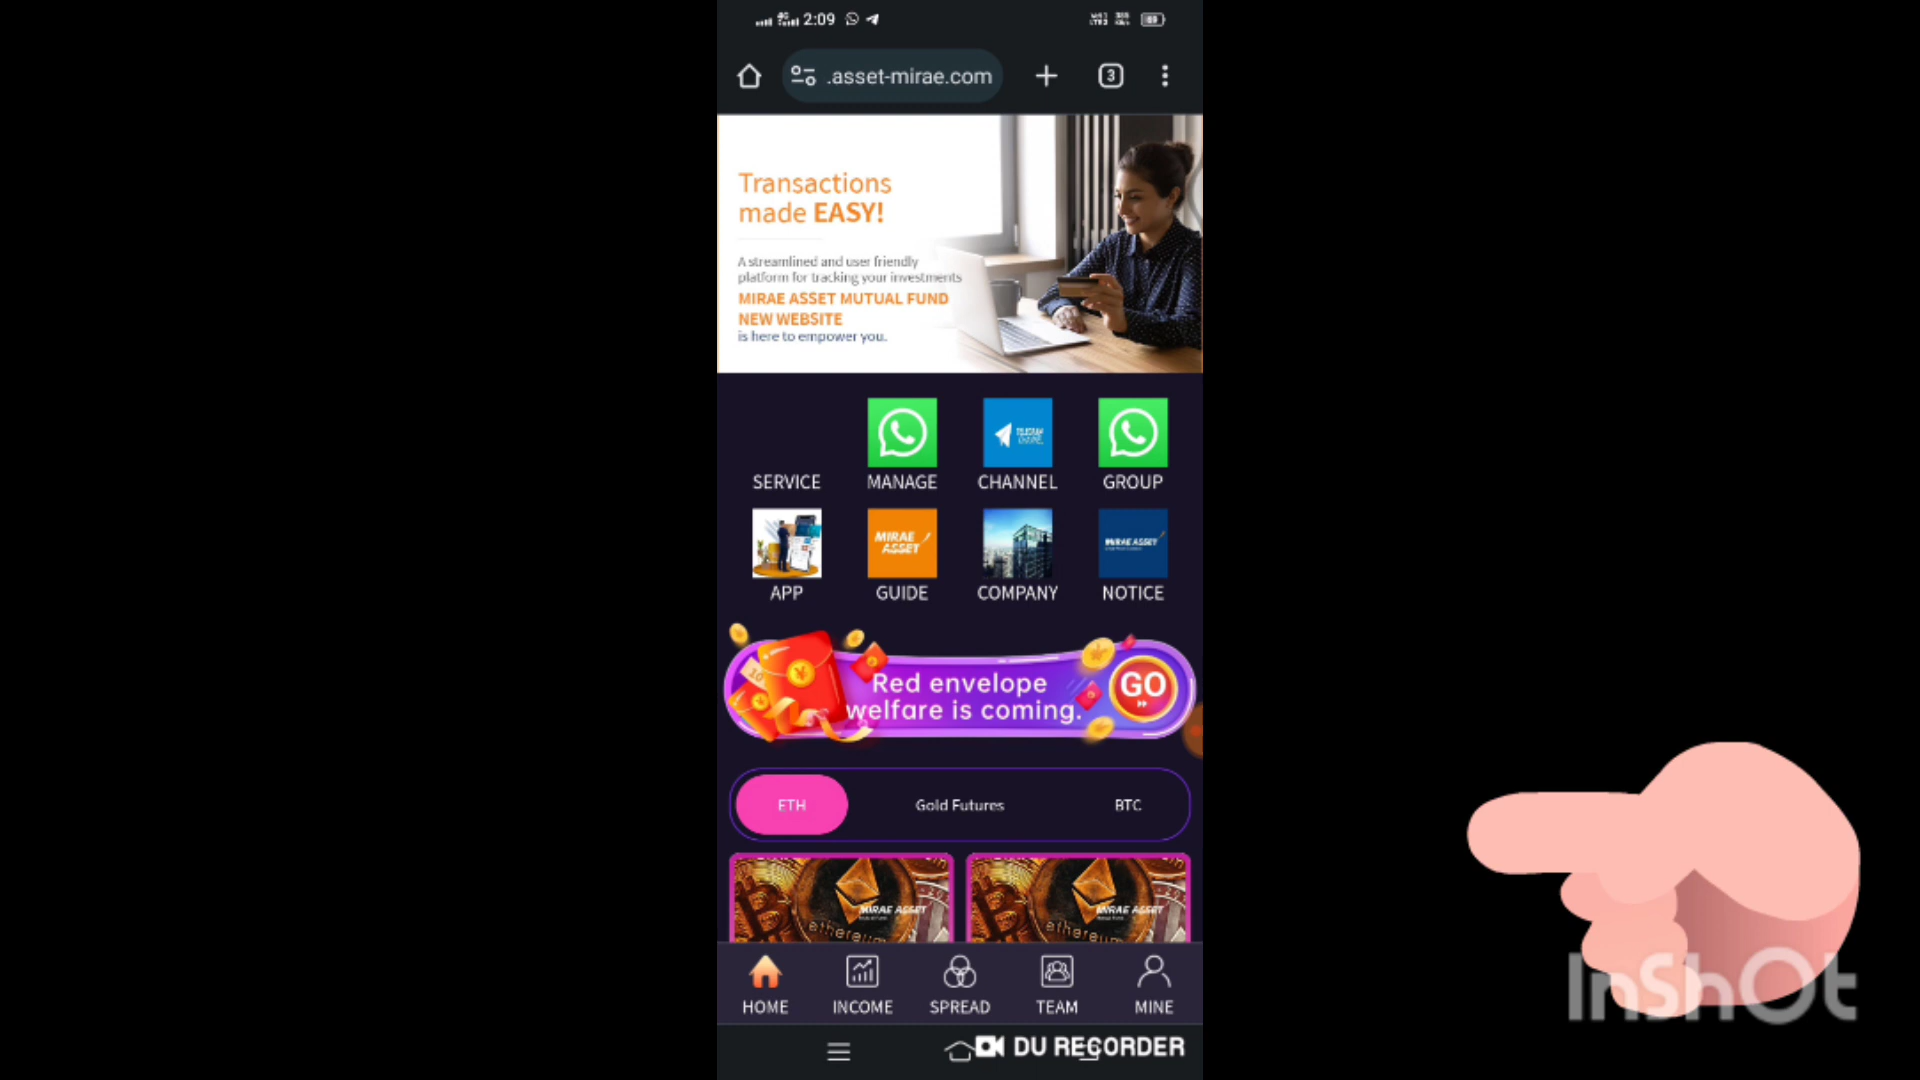 2:09
.asset-mirae.com
3
Transactions
made EASY!
A streamlined and user friendly
platform for tracking your investments
MIRAE ASSET MUTUAL FUND
NEW WEBSITE
is here to empower you.
SERVICE MANAGE CHANNEL GROUP
MIRAE ASSET
MIRAE ASSET
APP GUIDE COMPANY NOTICE
Red envelope
welfare is coming.
GO
ETH Gold Futures BTC
MIRAE ASSET
ethereum
MIRAE ASSET
ethereum
HOME INCOME SPREAD TEAM MINE
DU RECORDER
InShOt